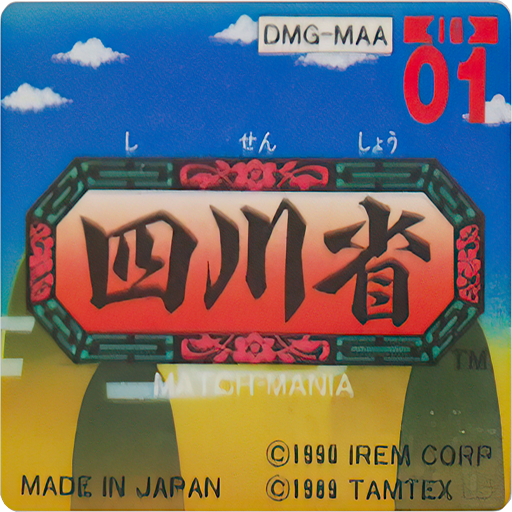 DMG-MAA
01
し せん しょう
四川省
TM
MATCH-MANIA
©1990 IREM CORP
MADE IN JAPAN ©1989 TAMTEX